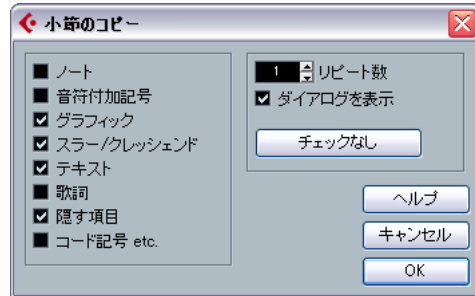 小節のコピー
ノート
音符付加記号
グラフィック
スラー/クレッシェンド
テキスト
歌詞
隠す項目
コード記号 etc.
1 リピート数
ダイアログを表示
チェックなし
ヘルプ
キャンセル
OK